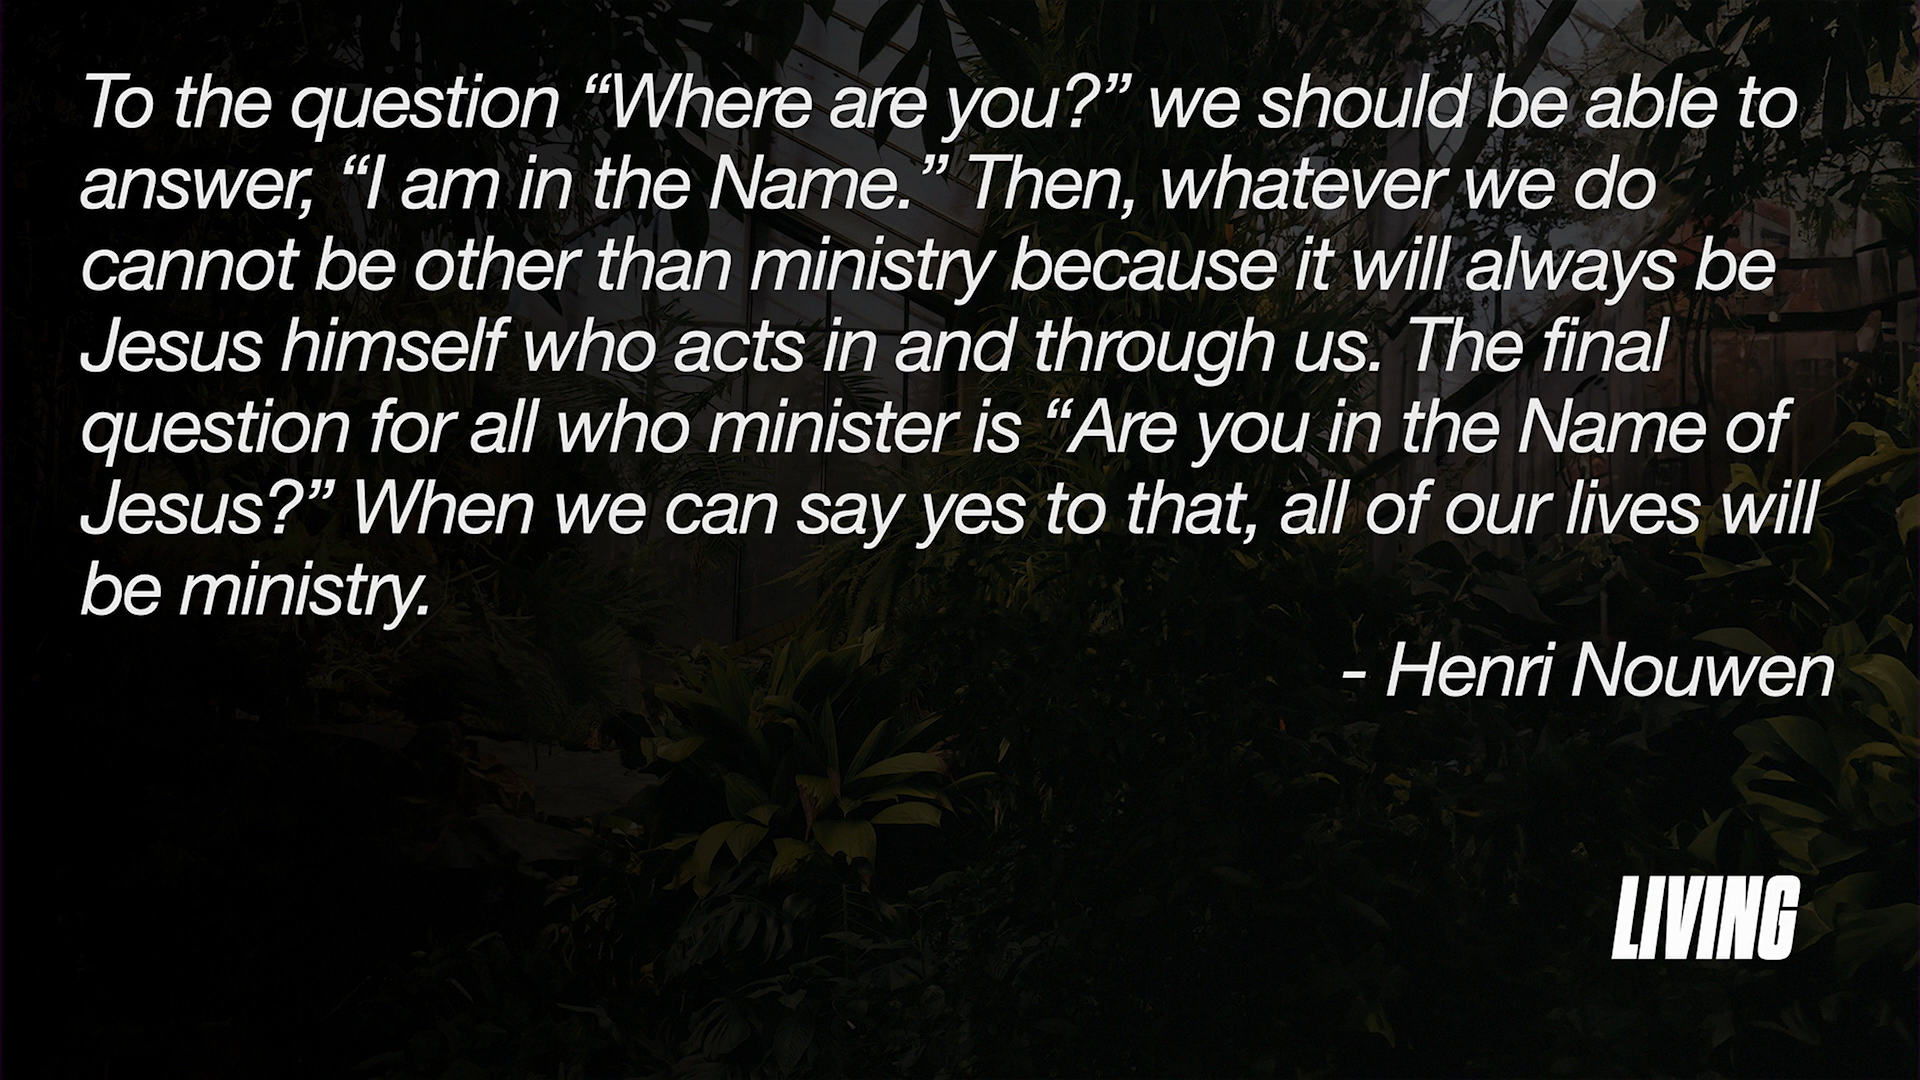 To the question “Where are you?” we should be able to
answer, “I am in the Name.” Then, whatever we do
cannot be other than ministry because it will always be
Jesus himself who acts in and through us. The final
question for all who minister is “Are you in the Name of
Jesus?” When we can say yes to that, all of our lives will
be ministry.
- Henri Nouwen
LIVING